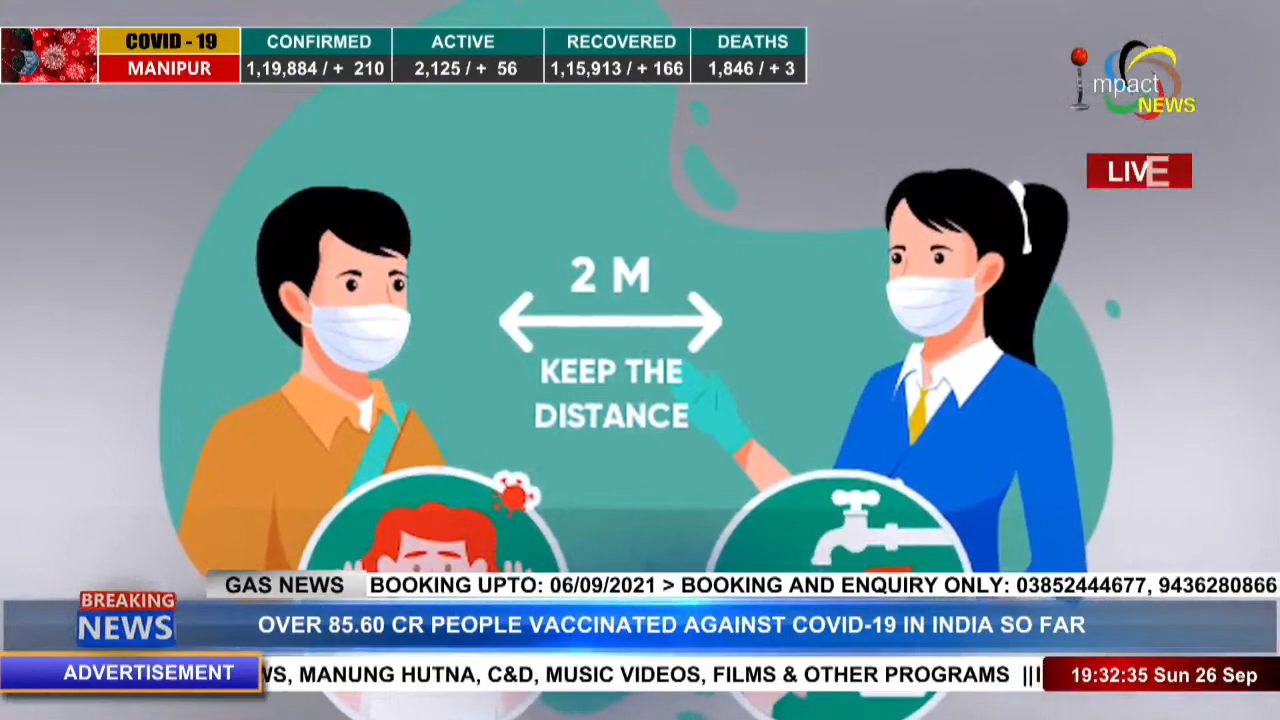 COVID - 19 CONFIRMED ACTIVE RECOVERED DEATHS
MANIPUR 1,19,884 / + 210 2,125 / + 56 1,15,913 / + 166 1,846 / + 3
impact
NEWS
LIVE
2 M
KEEP THE
DISTANCE
GAS NEWS BOOKING UPTO: 06/09/2021 > BOOKING AND ENQUIRY ONLY: 03852444677, 9436280866
BREAKING
NEWS
OVER 85.60 CR PEOPLE VACCINATED AGAINST COVID-19 IN INDIA SO FAR
ADVERTISEMENT WS, MANUNG HUTNA, C&D, MUSIC VIDEOS, FILMS & OTHER PROGRAMS ||| 19:32:35 Sun 26 Sep